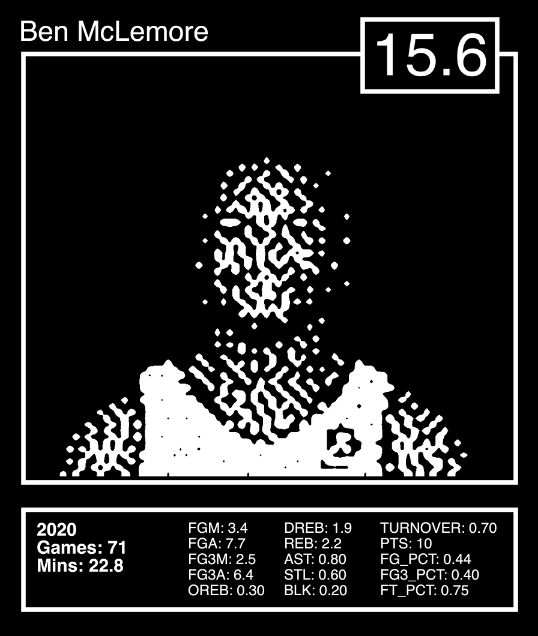 Ben McLemore
15.6
2020
Games: 71
Mins: 22.8
FGM: 3.4
FGA: 7.7
FG3M: 2.5
FG3A: 6.4
OREB: 0.30
DREB: 1.9
REB: 2.2
AST: 0.80
STL: 0.60
BLK: 0.20
TURNOVER: 0.70
PTS: 10
FG_PCT: 0.44
FG3_PCT: 0.40
FT_PCT: 0.75